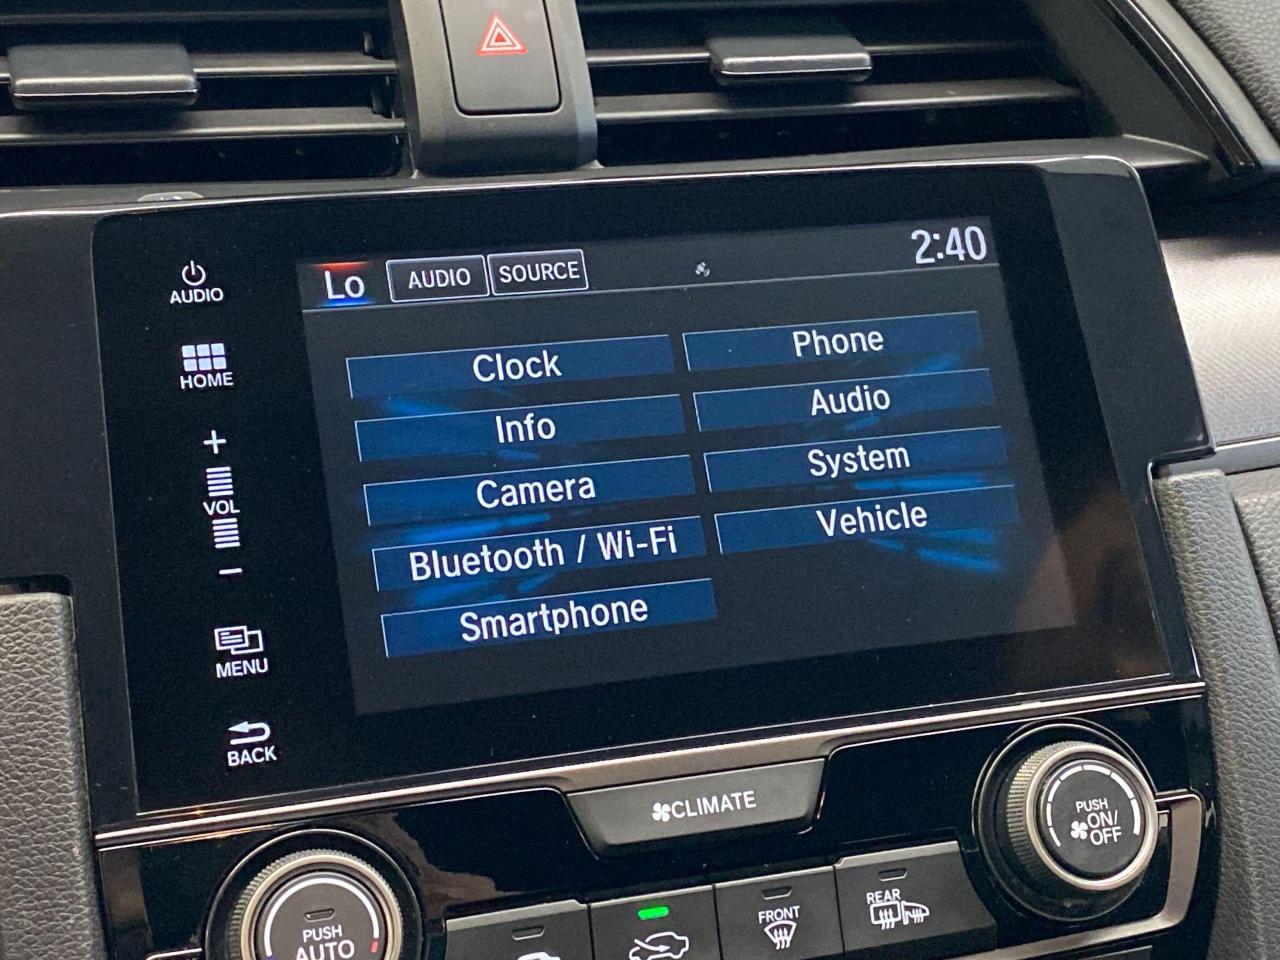 AUDIO
HOME
+
VOL
−
MENU
BACK
Lo
AUDIO
SOURCE
2:40
Clock
Phone
Info
Audio
Camera
System
Bluetooth / Wi-Fi
Vehicle
Smartphone
CLIMATE
PUSH
AUTO
FRONT
REAR
PUSH
ON/
OFF